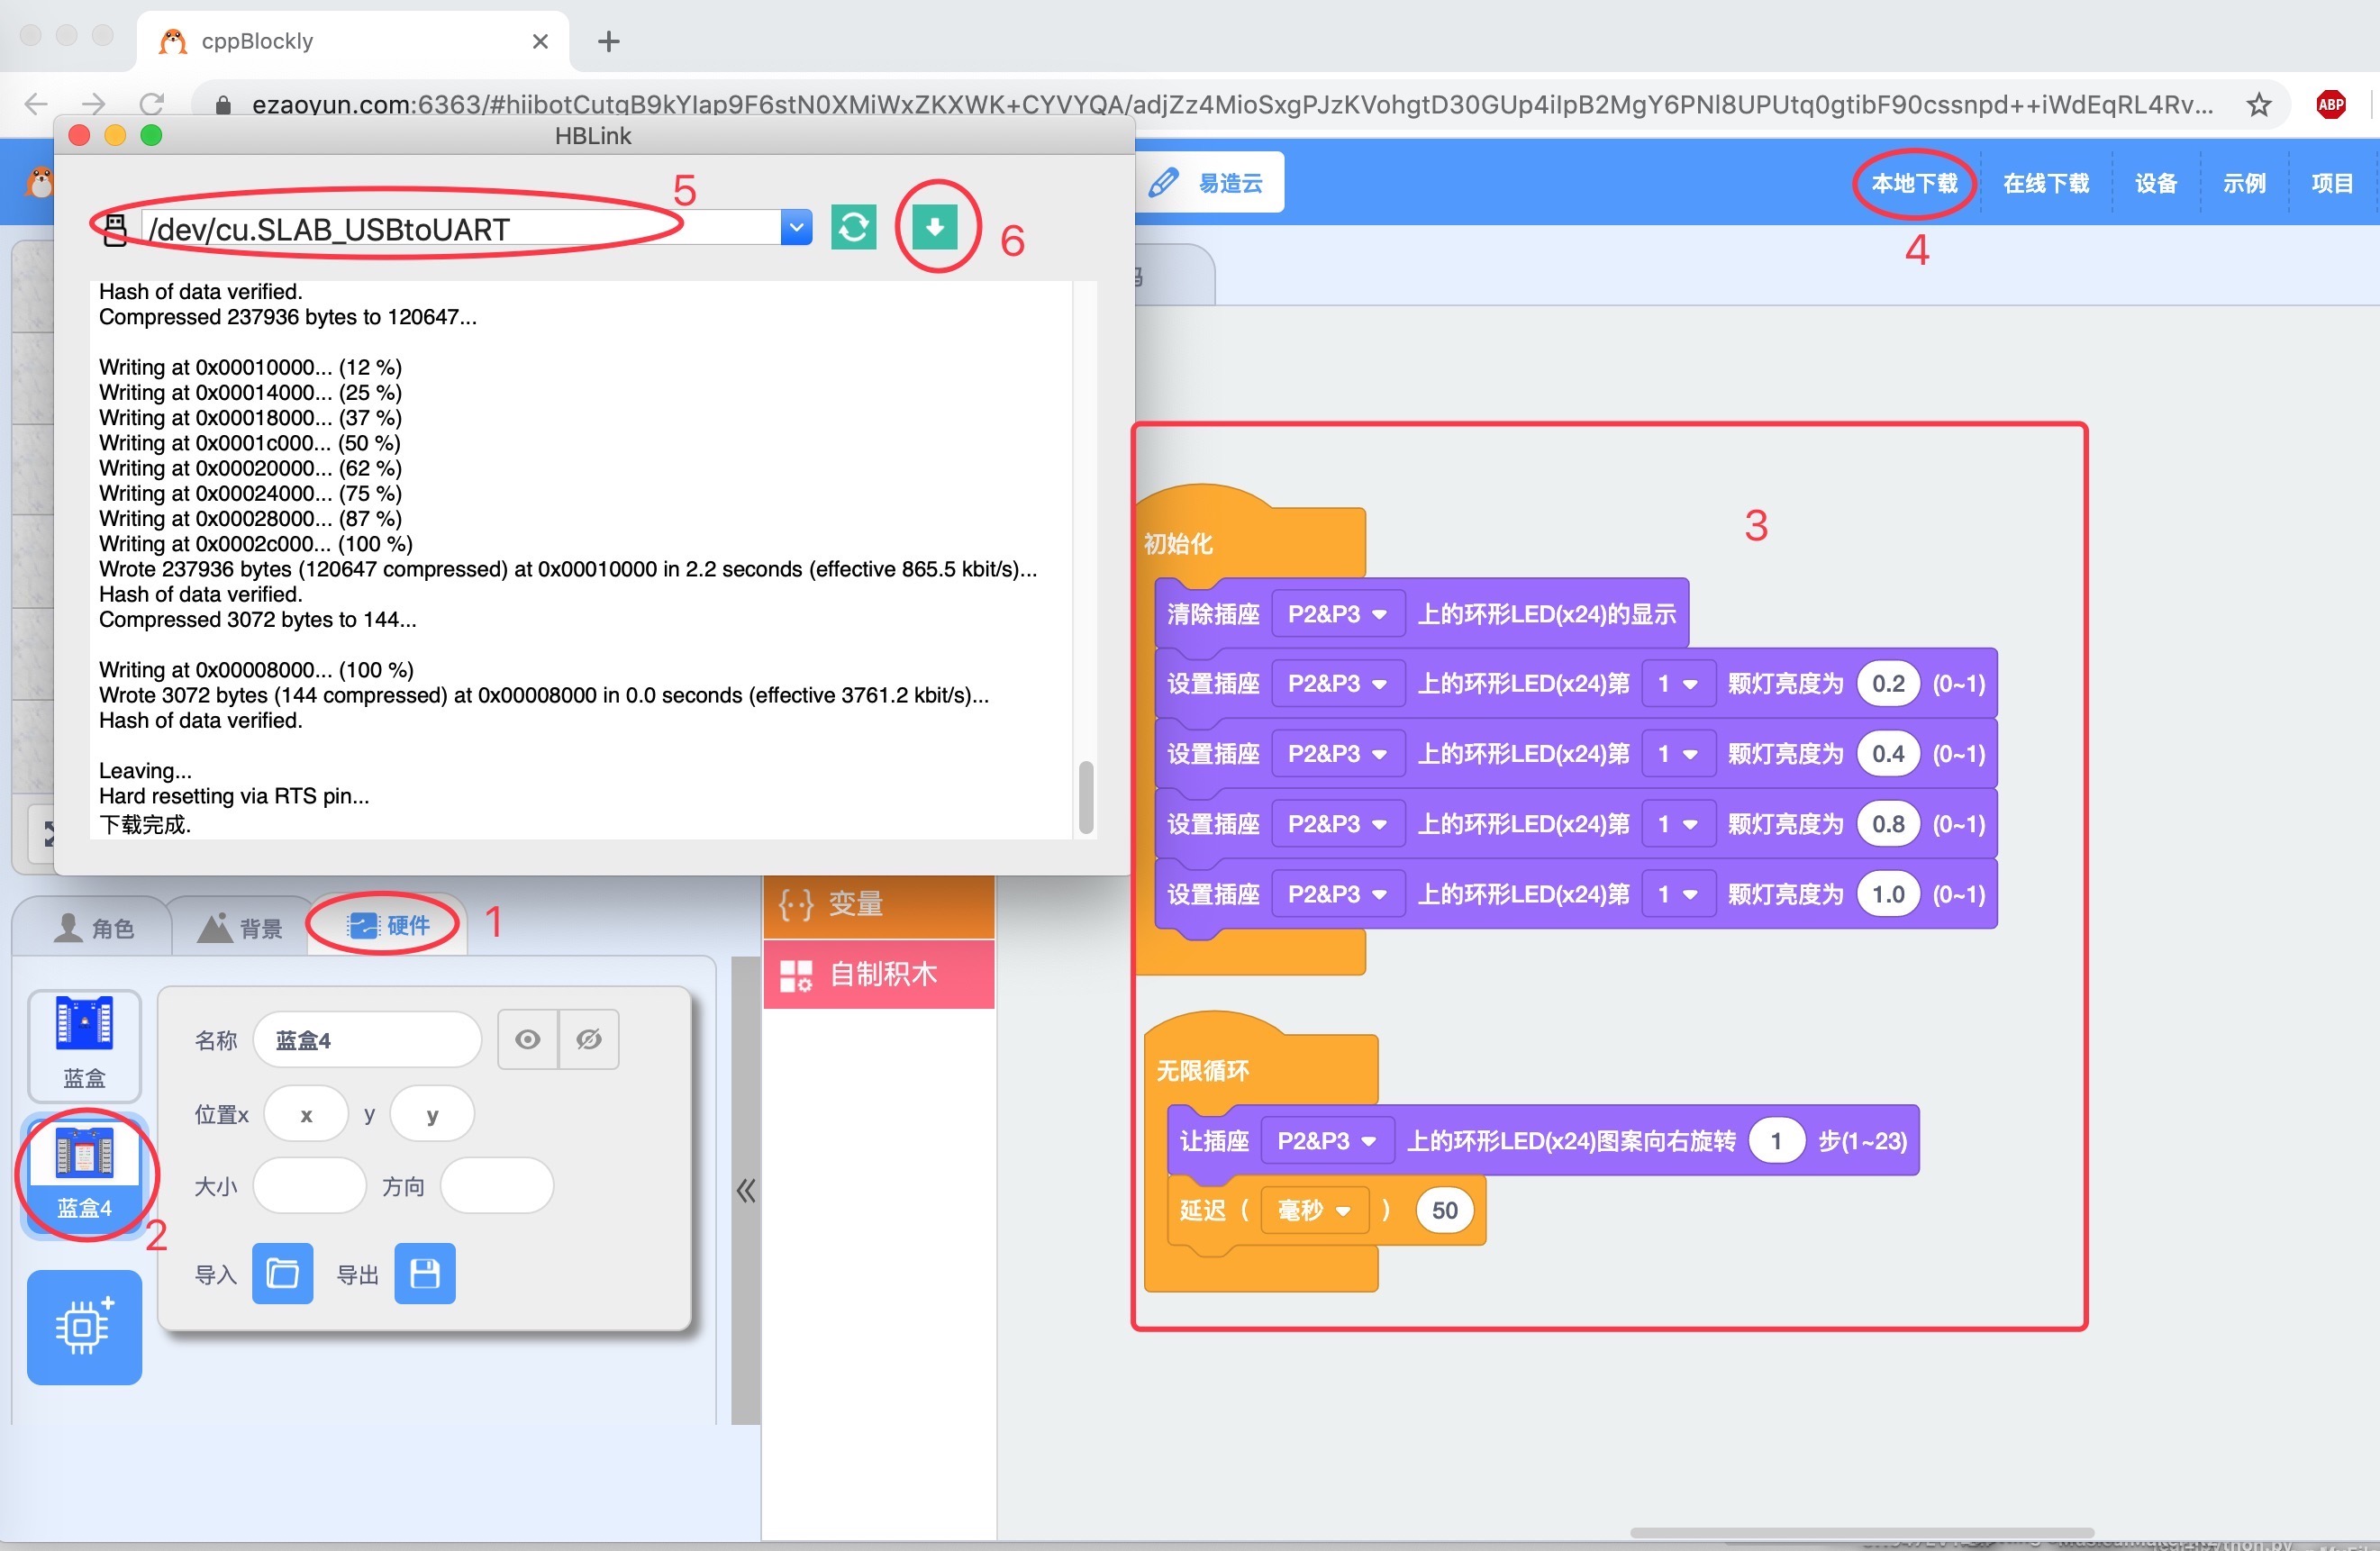 cppBlockly
ezaoyun.com:6363/#hiibotCutgB9kYIap9F6stN0XMiWxZKXWK+CYVYQA/adjZz4MioSxgPJzKVohgtD30GUp4iIpB2MgY6PNl8UPUtq0gtibF90cssnpd++iWdEqRL4Rv...
ABP
HBLink
易造云
本地下载
在线下载
设备
示例
项目
4
/dev/cu.SLAB_USBtoUART
5
6
Hash of data verified.
Compressed 237936 bytes to 120647...
Writing at 0x00010000... (12 %)
Writing at 0x00014000... (25 %)
Writing at 0x00018000... (37 %)
Writing at 0x0001c000... (50 %)
Writing at 0x00020000... (62 %)
Writing at 0x00024000... (75 %)
Writing at 0x00028000... (87 %)
Writing at 0x0002c000... (100 %)
Wrote 237936 bytes (120647 compressed) at 0x00010000 in 2.2 seconds (effective 865.5 kbit/s)...
Hash of data verified.
Compressed 3072 bytes to 144...
Writing at 0x00008000... (100 %)
Wrote 3072 bytes (144 compressed) at 0x00008000 in 0.0 seconds (effective 3761.2 kbit/s)...
Hash of data verified.
Leaving...
Hard resetting via RTS pin...
下载完成.
3
初始化
清除插座 P2&P3 上的环形LED(x24)的显示
设置插座 P2&P3 上的环形LED(x24)第 1 颗灯亮度为 0.2 (0~1)
设置插座 P2&P3 上的环形LED(x24)第 1 颗灯亮度为 0.4 (0~1)
设置插座 P2&P3 上的环形LED(x24)第 1 颗灯亮度为 0.8 (0~1)
设置插座 P2&P3 上的环形LED(x24)第 1 颗灯亮度为 1.0 (0~1)
无限循环
让插座 P2&P3 上的环形LED(x24)图案向右旋转 1 步(1~23)
延迟 ( 毫秒 ) 50
变量
自制积木
角色
背景
硬件
1
蓝盒
蓝盒4
2
名称 蓝盒4
位置x x y y
大小 方向
导入 导出